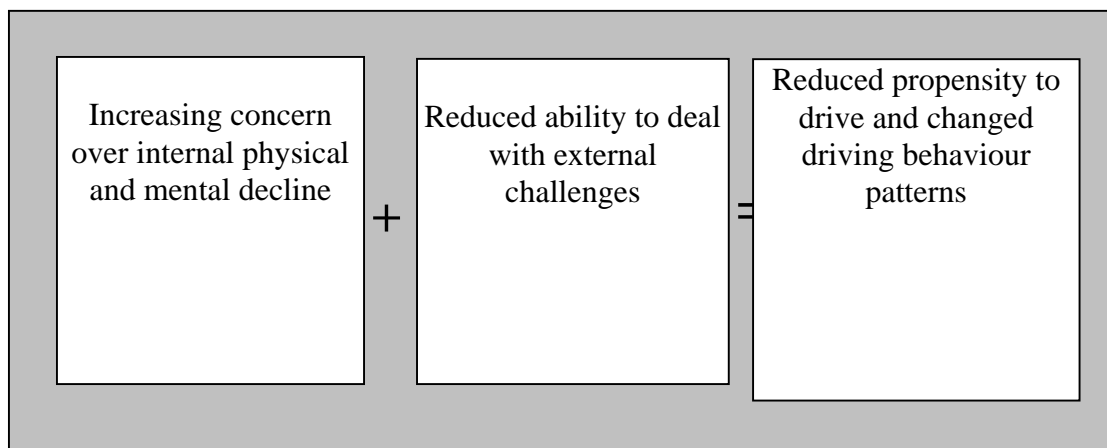 Increasing concern
over internal physical
and mental decline
+
Reduced ability to deal
with external
challenges
=
Reduced propensity to
drive and changed
driving behaviour
patterns